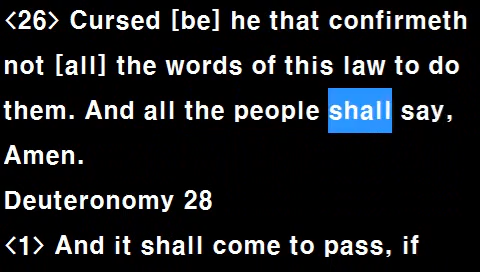 <26> Cursed [be] he that confirmeth
not [all] the words of this law to do
them. And all the people shall say,
Amen.
Deuteronomy 28
<1> And it shall come to pass, if